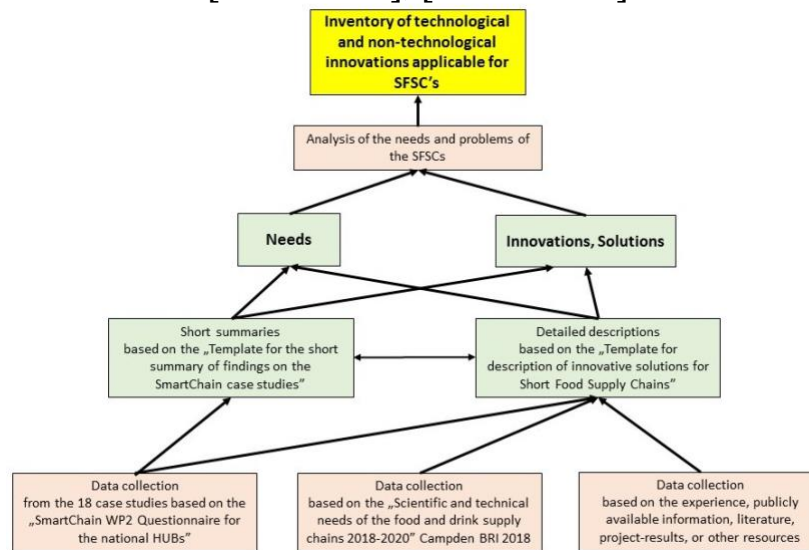 Inventory of technological
and non-technological
innovations applicable for
SFSC's
Analysis of the needs and problems of
the SFSCs
Needs
Innovations, Solutions
Short summaries
based on the „Template for the short
summary of findings on the
SmartChain case studies”
Detailed descriptions
based on the „Template for
description of innovative solutions for
Short Food Supply Chains”
Data collection
from the 18 case studies based on the
„SmartChain WP2 Questionnaire for
the national HUBs”
Data collection
based on the „Scientific and technical
needs of the food and drink supply
chains 2018-2020” Campden BRI 2018
Data collection
based on the experience, publicly
available information, literature,
project-results, or other resources